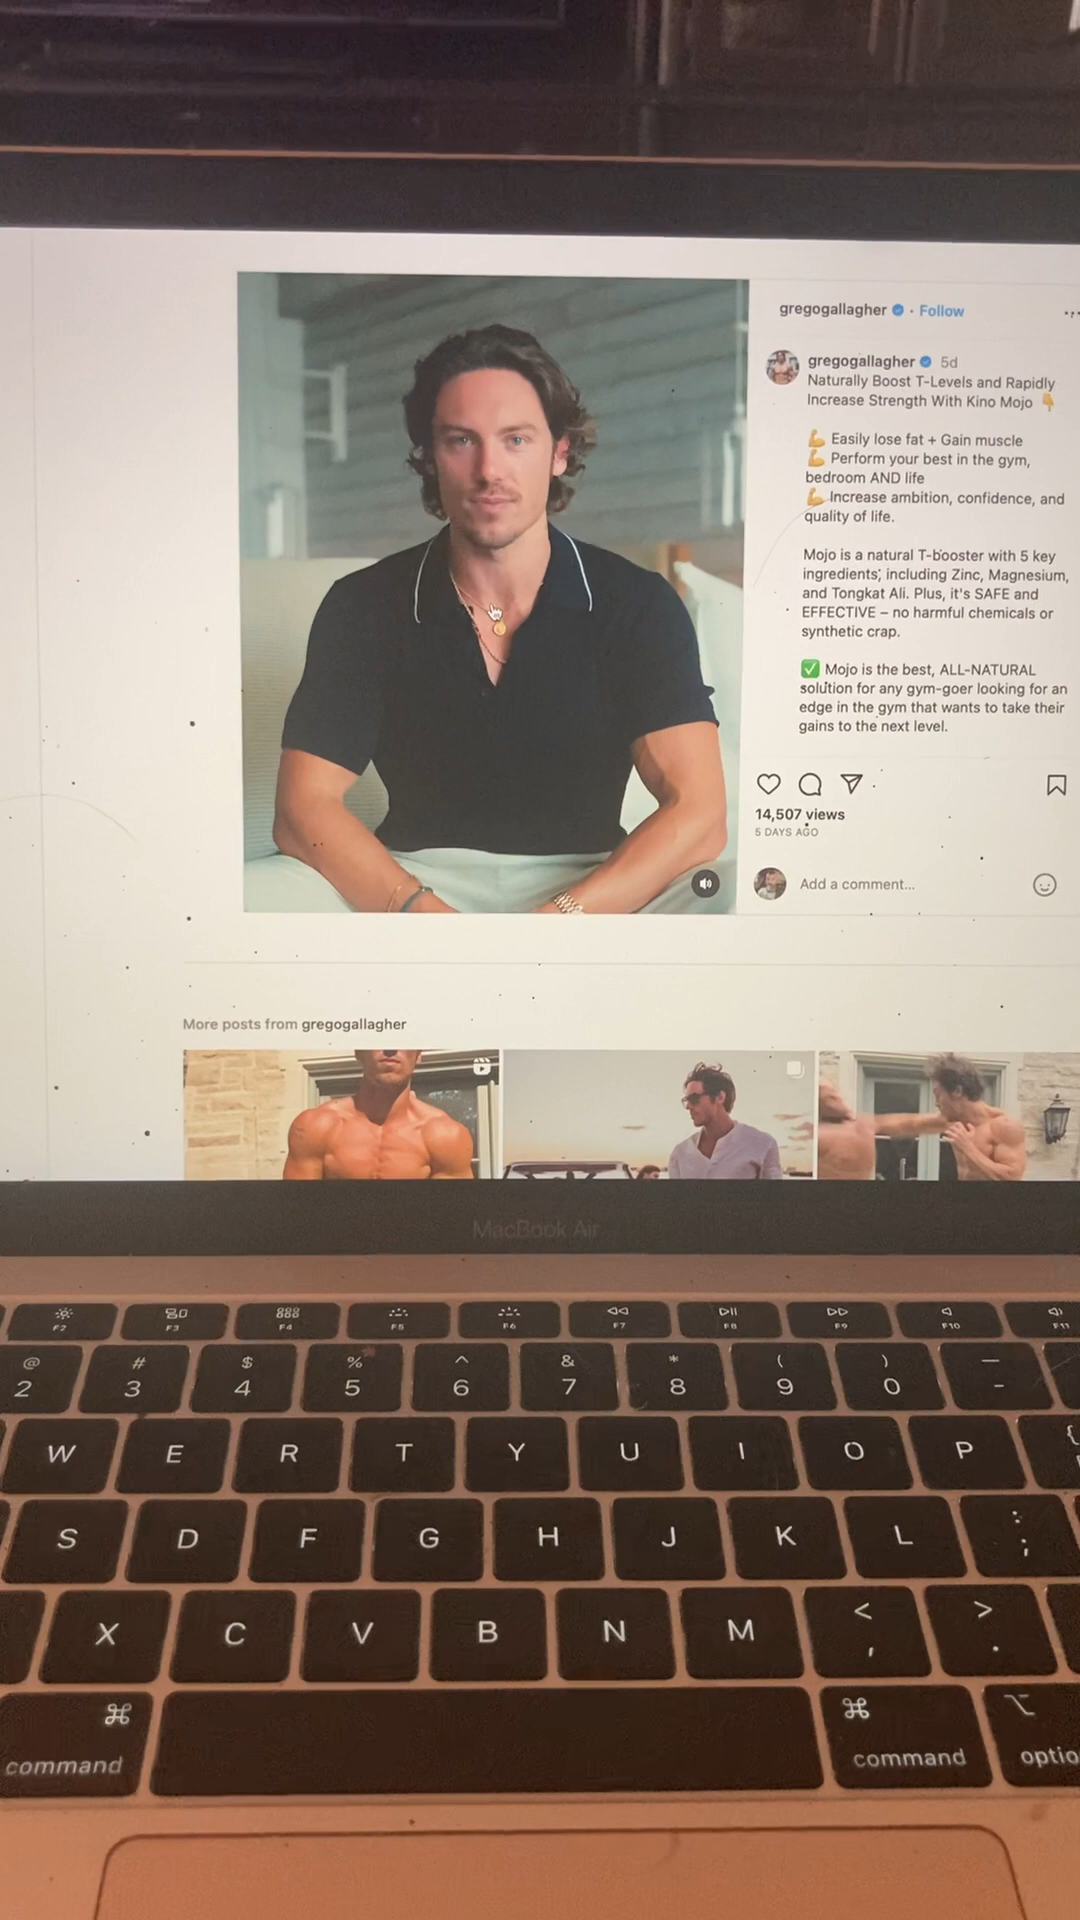 gregogallagher • Follow
gregogallagher 5d
Naturally Boost T-Levels and Rapidly
Increase Strength With Kino Mojo 👇
💪 Easily lose fat + Gain muscle
💪 Perform your best in the gym,
bedroom AND life
💪 Increase ambition, confidence, and
quality of life.
Mojo is a natural T-booster with 5 key
ingredients, including Zinc, Magnesium,
and Tongkat Ali. Plus, it's SAFE and
EFFECTIVE – no harmful chemicals or
synthetic crap.
✅ Mojo is the best, ALL-NATURAL
solution for any gym-goer looking for an
edge in the gym that wants to take their
gains to the next level.
14,507 views
5 DAYS AGO
Add a comment...
More posts from gregogallagher
MacBook Air
F2 F3 F4 F5 F6 F7 F8 F9 F10 F11
@ # $ % ^ & * ( ) —
2 3 4 5 6 7 8 9 0 -
W E R T Y U I O P {
S D F G H J K L : ;
X C V B N M < , > .
⌘ ⌘ ⌥
command command optio